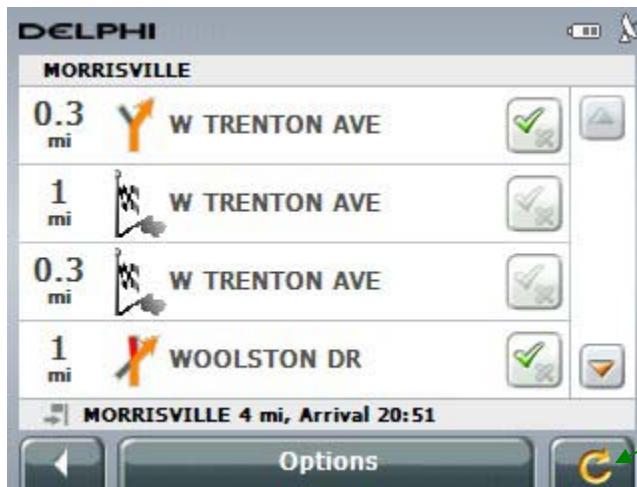 DELPHI
MORRISVILLE
0.3 mi W TRENTON AVE
1 mi W TRENTON AVE
0.3 mi W TRENTON AVE
1 mi WOOLSTON DR
MORRISVILLE 4 mi, Arrival 20:51
Options